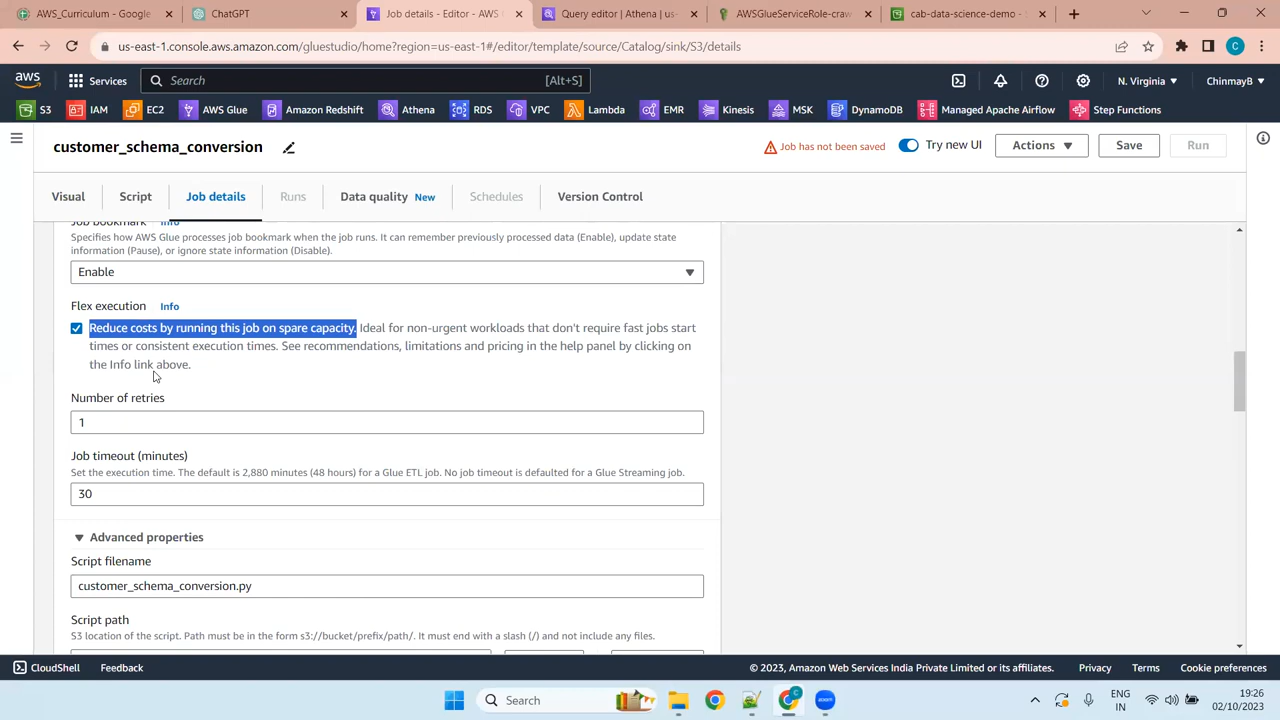 AWS_Curriculum - Google
ChatGPT
Job details - Editor - AWS
Query editor | Athena | us-east
AWSGlueServiceRole-craw
cab-data-science-demo -
us-east-1.console.aws.amazon.com/gluestudio/home?region=us-east-1#/editor/template/source/Catalog/sink/S3/details
C
aws Services Search [Alt+S] N. Virginia ChinmayB
S3 IAM EC2 AWS Glue Amazon Redshift Athena RDS VPC Lambda EMR Kinesis MSK DynamoDB Managed Apache Airflow Step Functions
customer_schema_conversion
Job has not been saved Try new UI Actions Save Run
Visual Script Job details Runs Data quality New Schedules Version Control
Job bookmark Info
Specifies how AWS Glue processes job bookmark when the job runs. It can remember previously processed data (Enable), update state
information (Pause), or ignore state information (Disable).
Enable
Flex execution Info
Reduce costs by running this job on spare capacity. Ideal for non-urgent workloads that don't require fast jobs start
times or consistent execution times. See recommendations, limitations and pricing in the help panel by clicking on
the Info link above.
Number of retries
1
Job timeout (minutes)
Set the execution time. The default is 2,880 minutes (48 hours) for a Glue ETL job. No job timeout is defaulted for a Glue Streaming job.
30
Advanced properties
Script filename
customer_schema_conversion.py
Script path
S3 location of the script. Path must be in the form s3://bucket/prefix/path/. It must end with a slash (/) and not include any files.
CloudShell Feedback © 2023, Amazon Web Services India Private Limited or its affiliates. Privacy Terms Cookie preferences
Search
ENG
IN
19:26
02/10/2023